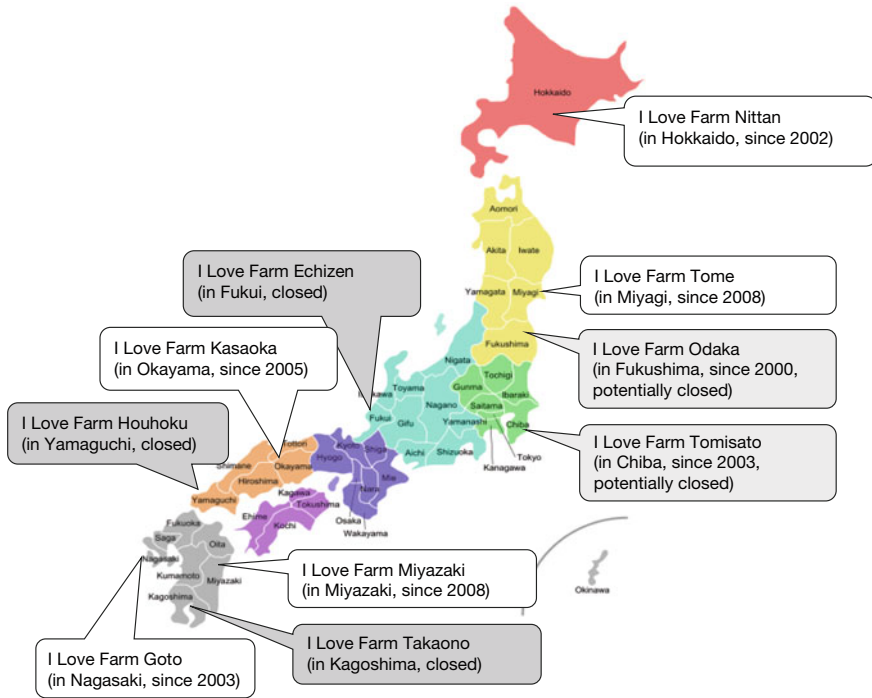 Hokkaido
I Love Farm Nittan
(in Hokkaido, since 2002)
Aomori
Akita
Iwate
I Love Farm Echizen
(in Fukui, closed)
I Love Farm Tome
(in Miyagi, since 2008)
Yamagata
Miyagi
I Love Farm Kasaoka
(in Okayama, since 2005)
Fukushima
I Love Farm Odaka
(in Fukushima, since 2000,
potentially closed)
Nigata
Tochigi
Toyama
Gunma
Ibaraki
I Love Farm Houhoku
(in Yamaguchi, closed)
Fukui
Gifu
Nagano
Saitama
Yamanashi
Chiba
I Love Farm Tomisato
(in Chiba, since 2003,
potentially closed)
Tottori
Kyoto
Shiga
Aichi
Shizuoka
Tokyo
Kanagawa
Shimane
Okayama
Hyogo
Mie
Hiroshima
Nara
Yamaguchi
Kagawa
Tokushima
Osaka
Wakayama
Ehime
Kochi
Fukuoka
Saga
Oita
Nagasaki
Kumamoto
Miyazaki
I Love Farm Miyazaki
(in Miyazaki, since 2008)
Okinawa
Kagoshima
I Love Farm Takaono
(in Kagoshima, closed)
I Love Farm Goto
(in Nagasaki, since 2003)